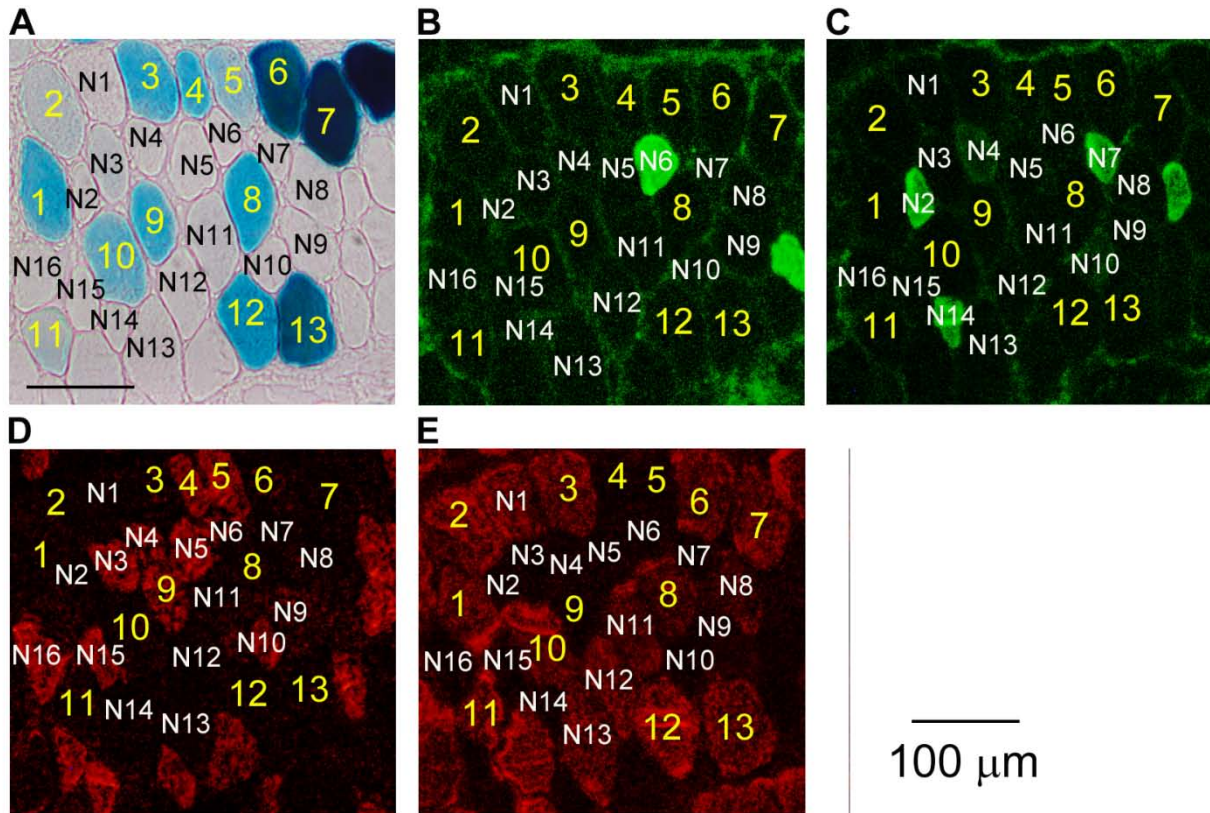 A
B
C
N1 3 4 5 6
2 7
N4 N6
N3 N5 N7
N2 N8
1 9 8
10 N11 N9
N16 N12 N10
N15
11 N14 12 13
N13
N1 3 4 5 6
2 7
N4 N5 N6 N7
N3 N8
1 N2 8
9 N11 N9
10 N10
N16 N15 N12
11 N14 12 13
N13
N1 3 4 5 6
2 7
N3 N4 N5 N6 N7
N8
1 N2 9 8
10 N11 N9
N16 N15 N12 N10
11 N14 12 13
N13
D
E
2 N1 3 4 5 6 7
1 N3 N4 N5 N6 N7
N2 9 8 N8
10 N11 N9
N16 N15 N12 N10
11 N14 12 13
N13
2 N1 3 4 5 6 7
N3 N4 N5 N6 N7
1 N2 9 8 N8
10 N11 N9
N16 N15 N12 N10
11 N14 12 13
N13
100 μm